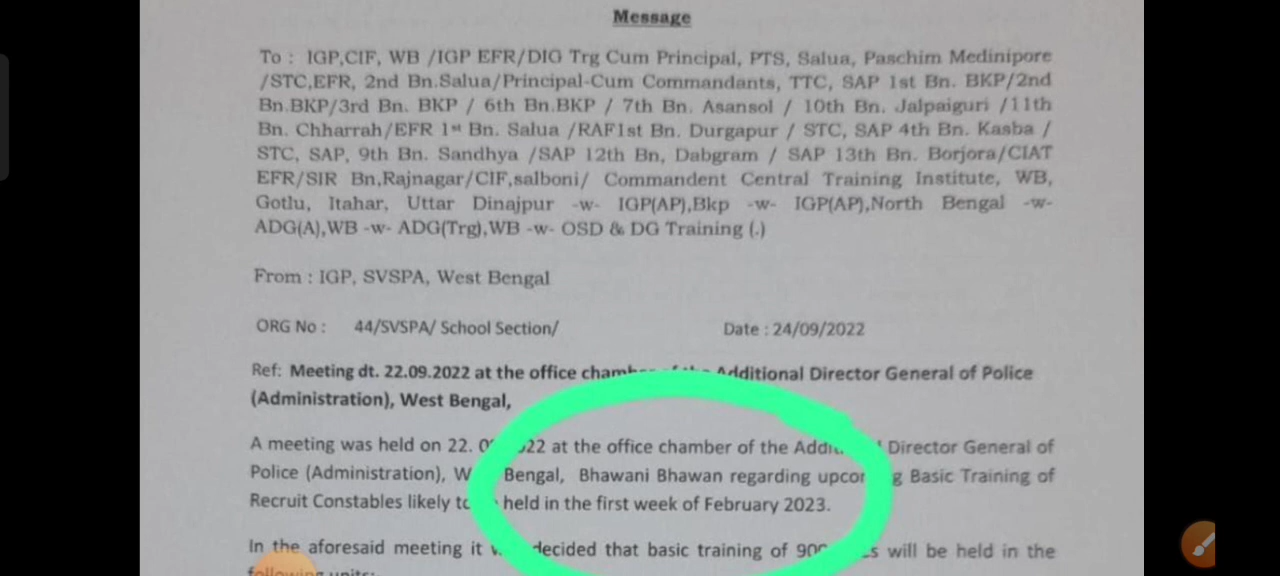 Message
To : IGP,CIF, WB /IGP EFR/DIG Trg Cum Principal, PTS, Salua, Paschim Medinipore
/STC,EFR, 2nd Bn.Salua/Principal-Cum Commandants, TTC, SAP 1st Bn. BKP/2nd
Bn.BKP/3rd Bn. BKP / 6th Bn.BKP / 7th Bn. Asansol / 10th Bn. Jalpaiguri /11th
Bn. Chharrah/EFR 1st Bn. Salua /RAF1st Bn. Durgapur / STC, SAP 4th Bn. Kasba /
STC, SAP, 9th Bn. Sandhya /SAP 12th Bn, Dabgram / SAP 13th Bn. Borjora/CIAT
EFR/SIR Bn,Rajnagar/CIF,salboni/ Commandent Central Training Institute, WB,
Gotlu, Itahar, Uttar Dinajpur -w- IGP(AP),Bkp -w- IGP(AP),North Bengal -w-
ADG(A),WB -w- ADG(Trg),WB -w- OSD & DG Training (.)
From : IGP, SVSPA, West Bengal
ORG No : 44/SVSPA/ School Section/ Date : 24/09/2022
Ref: Meeting dt. 22.09.2022 at the office of the Additional Director General of Police
(Administration), West Bengal,
A meeting was held on 22. at the office chamber of the Director General of
Police (Administration), Bengal, Bhawani Bhawan regarding Basic Training of
Recruit Constables likely held in the first week of February 2023.
In the aforesaid meeting it decided that basic training of will be held in the
following units: